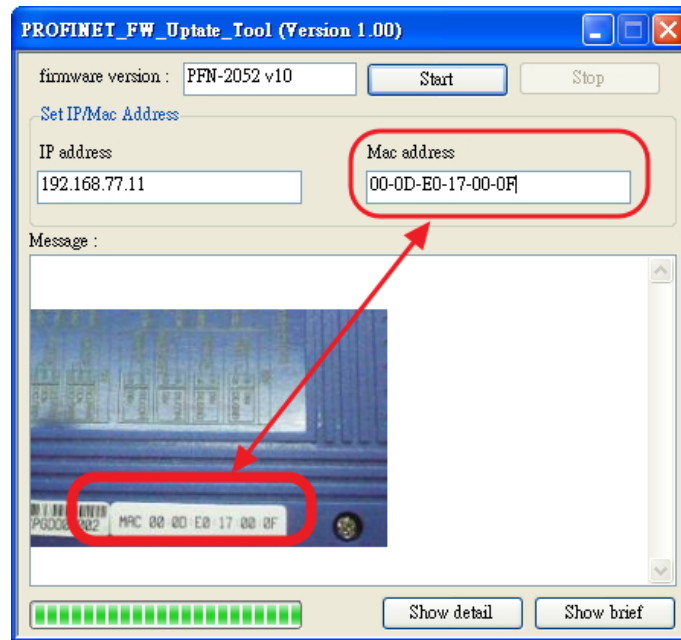 PROFINET_FW_Uptate_Tool (Version 1.00)
firmware version : PFN-2052 v10 Start Stop
Set IP/Mac Address
IP address Mac address
192.168.77.11 00-0D-E0-17-00-0F
Message :
MAC 00 0D E0 17 00 0F
Show detail Show brief